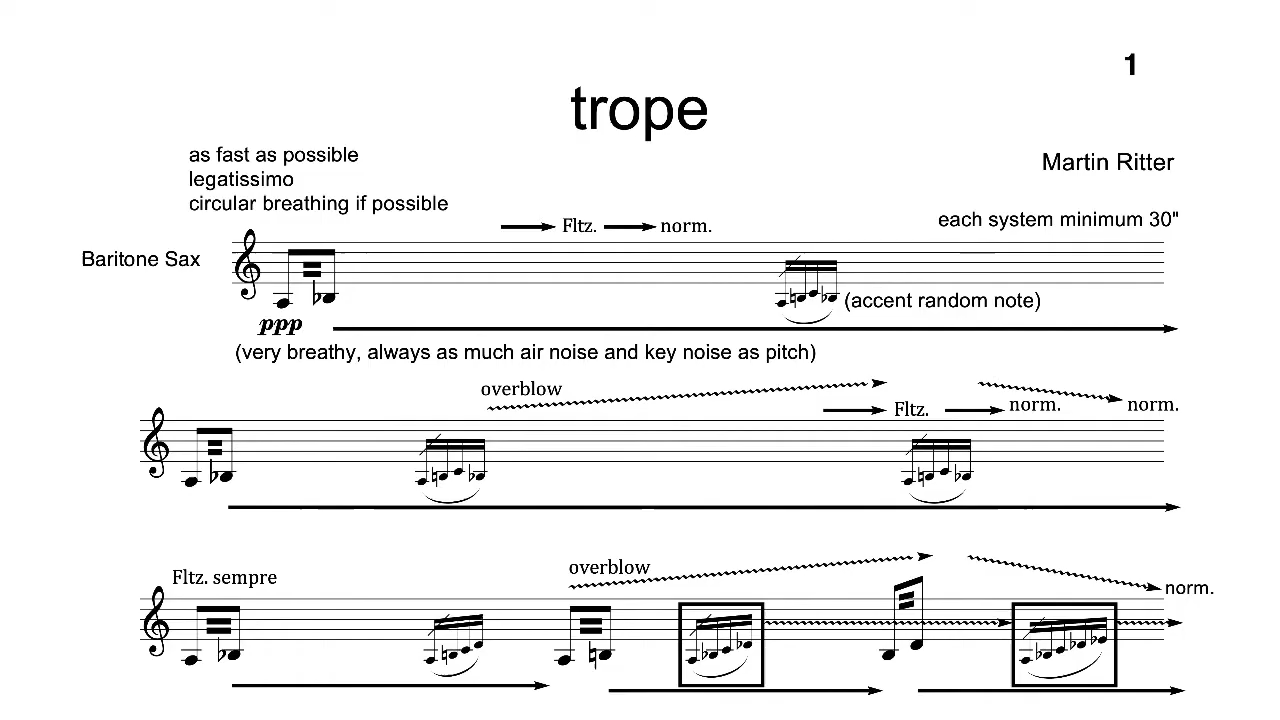 1
trope
as fast as possible
legatissimo
circular breathing if possible
Martin Ritter
each system minimum 30"
Fltz. norm.
Baritone Sax
(accent random note)
ppp
(very breathy, always as much air noise and key noise as pitch)
overblow
Fltz. norm. norm.
Fltz. sempre
overblow
norm.